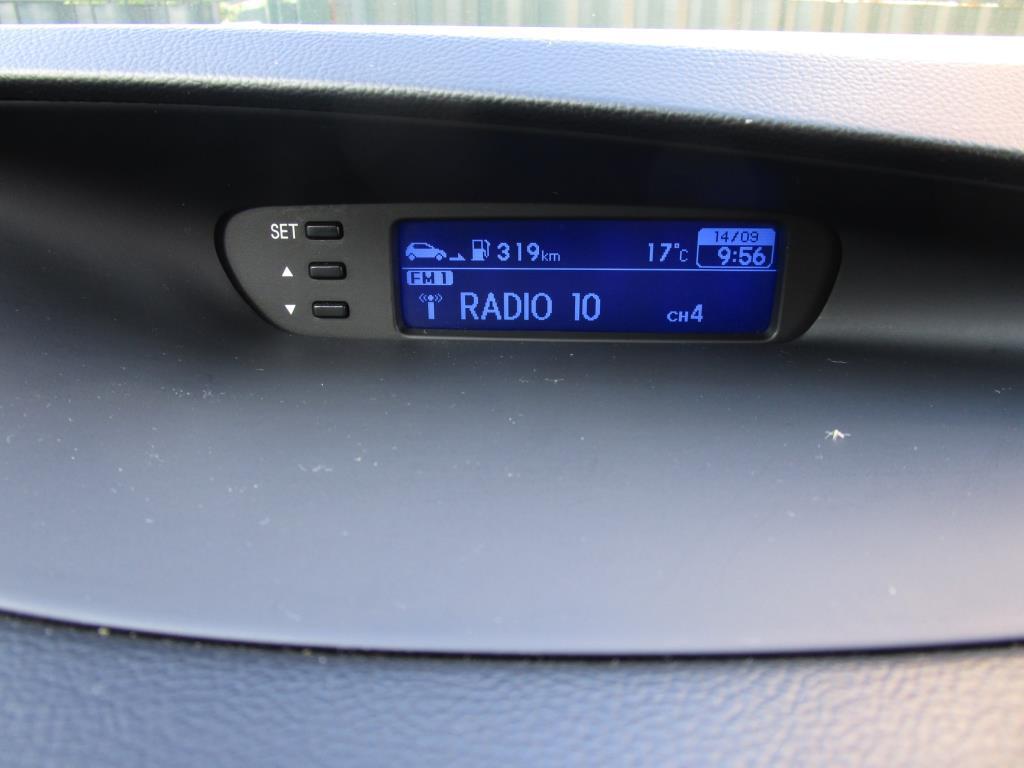 SET
▲
▼
319km 17°C 14/09
9:56
FM1
RADIO 10 CH4